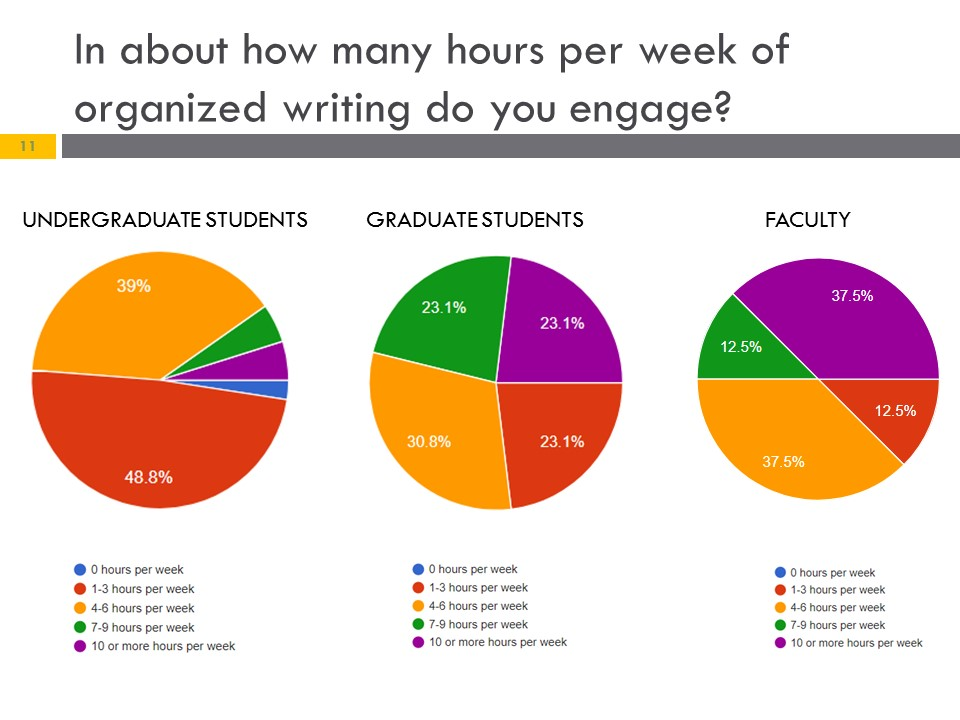 In about how many hours per week of
organized writing do you engage?
11
UNDERGRADUATE STUDENTS
39%
48.8%
0 hours per week
1-3 hours per week
4-6 hours per week
7-9 hours per week
10 or more hours per week
GRADUATE STUDENTS
23.1%
23.1%
30.8%
23.1%
0 hours per week
1-3 hours per week
4-6 hours per week
7-9 hours per week
10 or more hours per week
FACULTY
37.5%
12.5%
12.5%
37.5%
0 hours per week
1-3 hours per week
4-6 hours per week
7-9 hours per week
10 or more hours per week